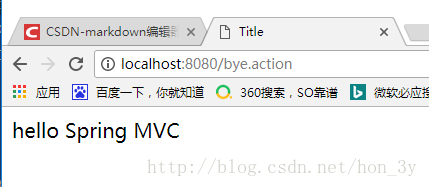 CSDN-markdown编辑器
Title
localhost:8080/bye.action
应用 百度一下，你就知道 360搜索，SO靠谱 微软必应搜
hello Spring MVC
http://blog.csdn.net/hon_3y